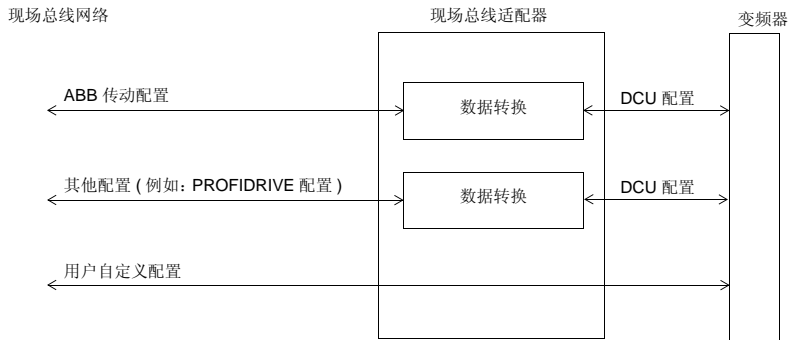 现场总线网络
现场总线适配器
变频器
ABB 传动配置
数据转换
DCU 配置
其他配置 ( 例如: PROFIDRIVE 配置 )
数据转换
DCU 配置
用户自定义配置